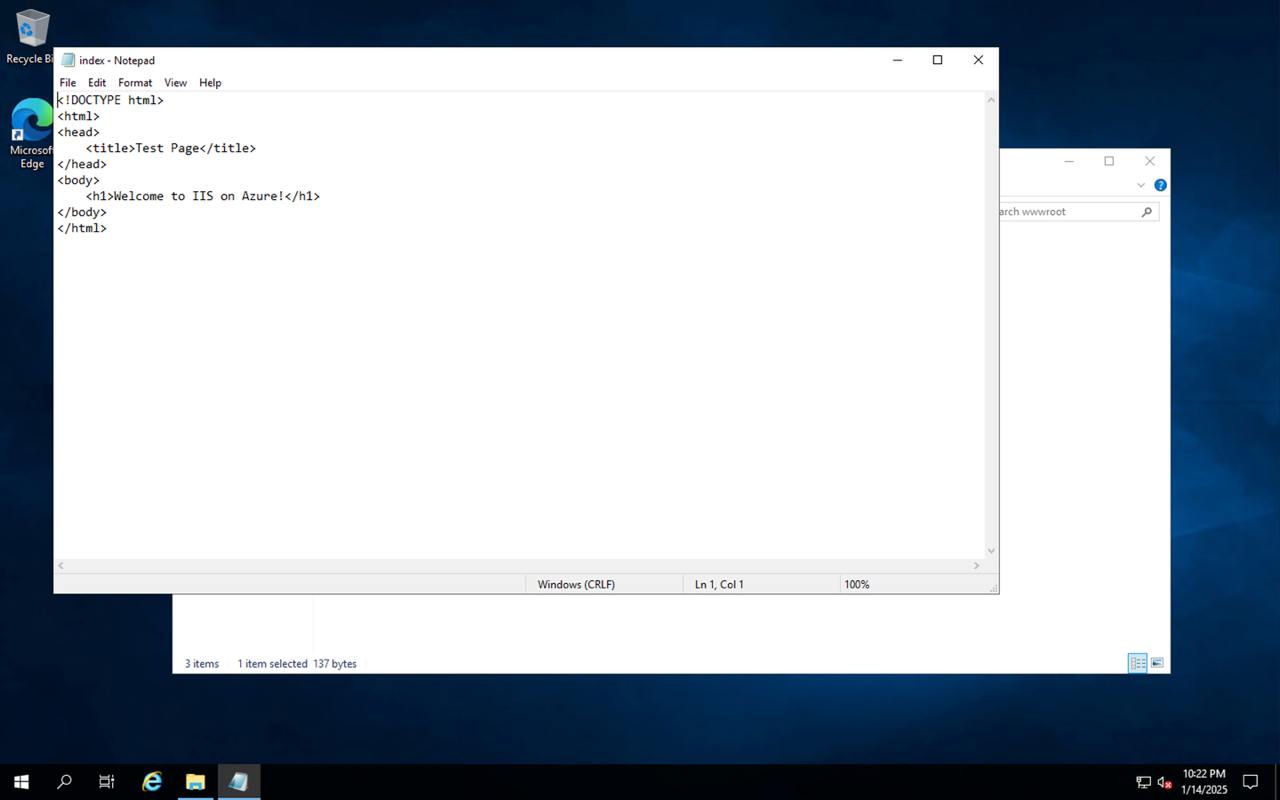 Recycle Bi
Microsoft
Edge
index - Notepad
File Edit Format View Help
<!DOCTYPE html>
<html>
<head>
    <title>Test Page</title>
</head>
<body>
    <h1>Welcome to IIS on Azure!</h1>
</body>
</html>
Windows (CRLF) Ln 1, Col 1 100%
arch wwwroot
3 items 1 item selected 137 bytes
10:22 PM
1/14/2025